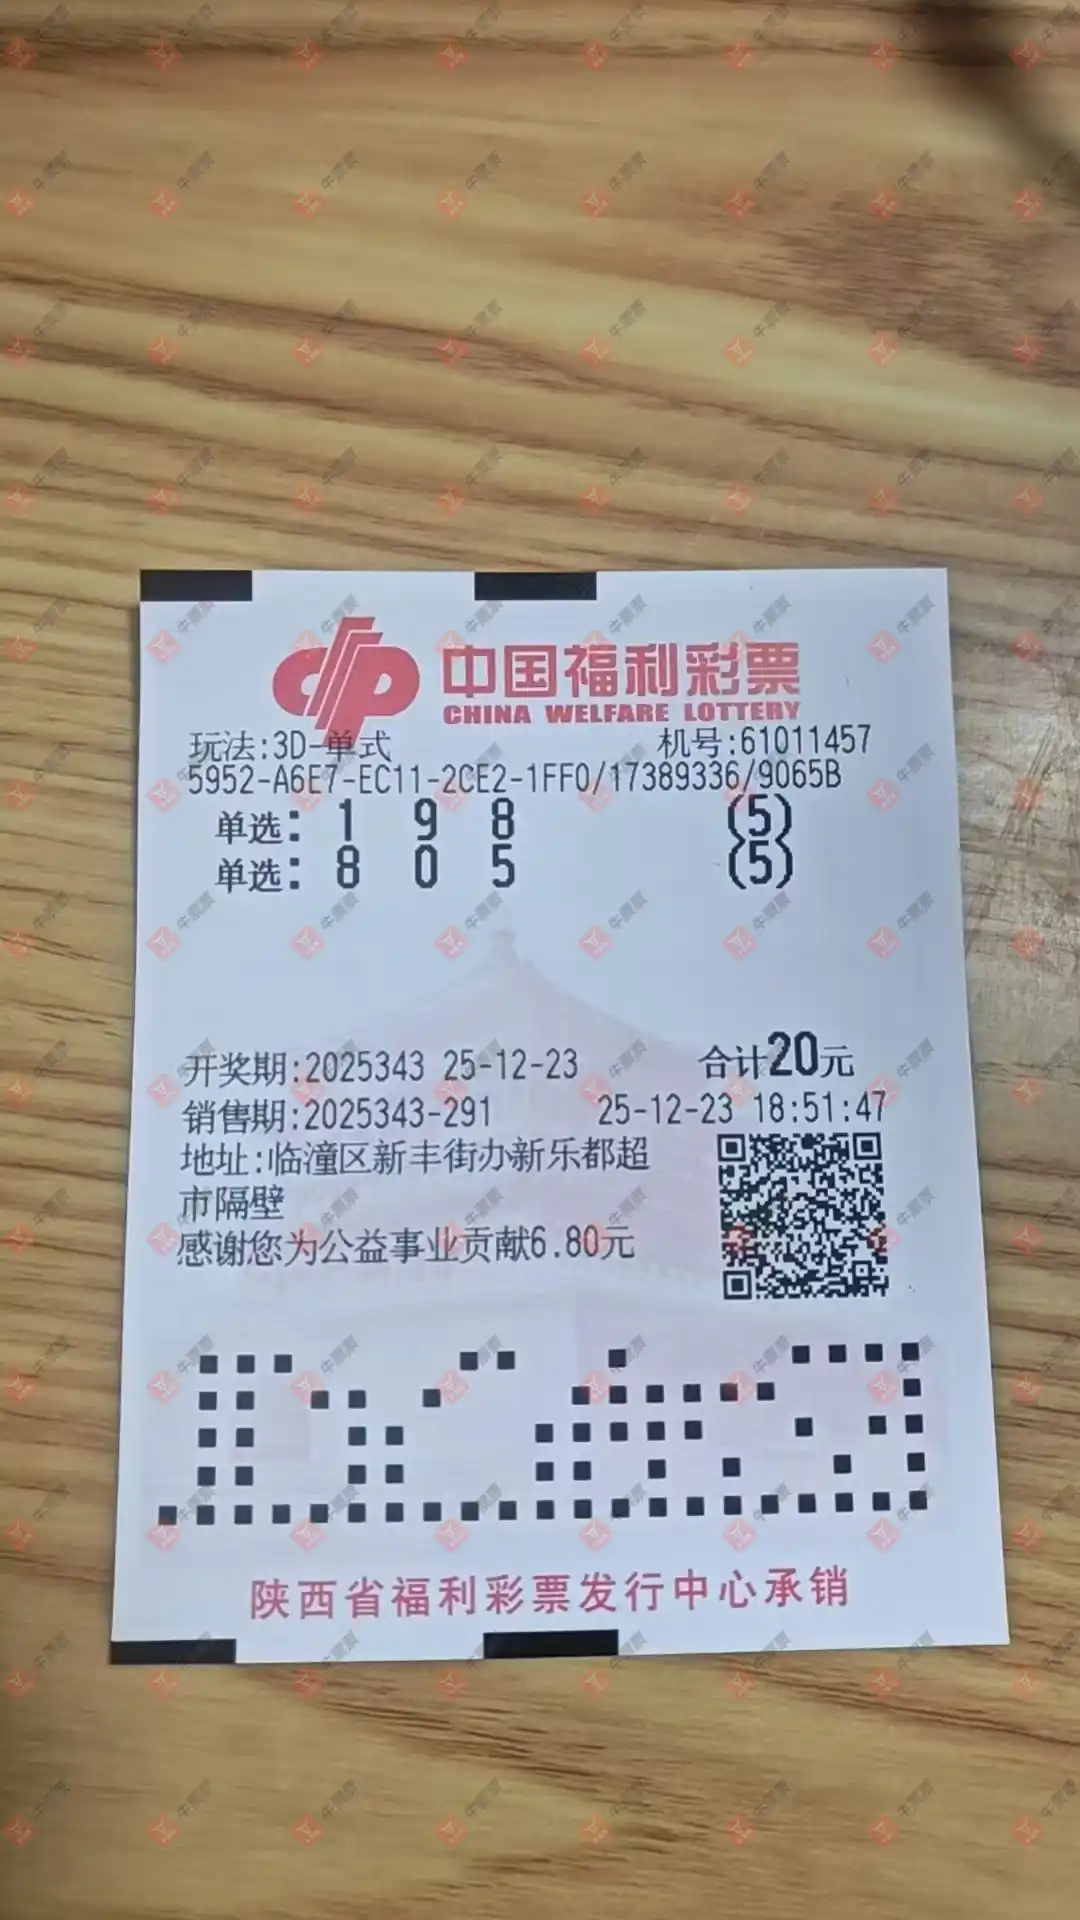 中国福利彩票
CHINA WELFARE LOTTERY
玩法:3D-单式 机号:61011457
5952-A6E7-EC11-2CE2-1FF0/17389336/9065B
单选: 1 9 8 (5)
单选: 8 0 5 (5)
开奖期:2025343 25-12-23 合计20元
销售期:2025343-291 25-12-23 18:51:47
地址:临潼区新丰街办新乐都超
市隔壁
感谢您为公益事业贡献6.80元
陕西省福利彩票发行中心承销